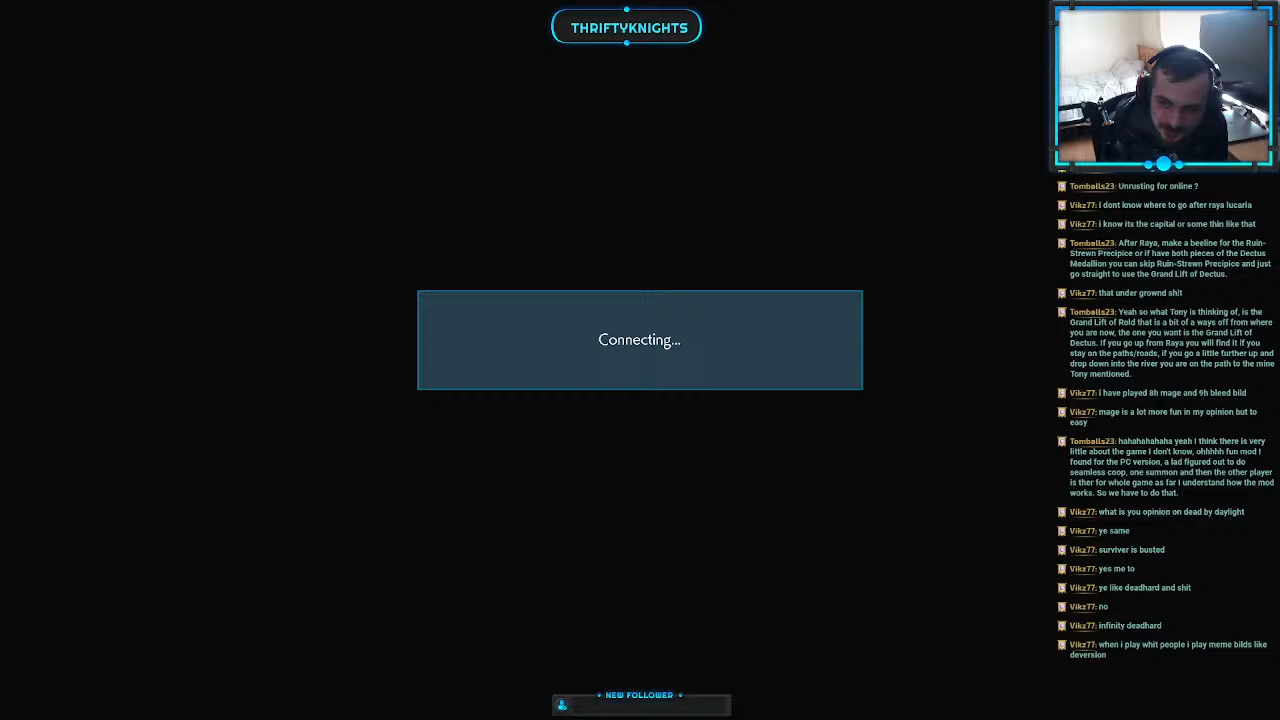 THRIFTYKNIGHTS
Connecting...
Tomballs23: Unrusting for online ?
Vikz77: i dont know where to go after raya lucaria
Vikz77: i know its the capital or some thin like that
Tomballs23: After Raya, make a beeline for the Ruin-
Strewn Precipice or if have both pieces of the Dectus
Medallion you can skip Ruin-Strewn Precipice and just
go straight to use the Grand Lift of Dectus.
Vikz77: that under grownd shit
Tomballs23: Yeah so what Tony is thinking of, is the
Grand Lift of Rold that is a bit of a ways off from where
you are now, the one you want is the Grand Lift of
Dectus. If you go up from Raya you will find it if you
stay on the paths/roads, if you go a little further up and
drop down into the river you are on the path to the mine
Tony mentioned.
Vikz77: i have played 8h mage and 9h bleed bild
Vikz77: mage is a lot more fun in my opinion but to
easy
Tomballs23: hahahahahaha yeah I think there is very
little about the game I don't know, ohhhhh fun mod I
found for the PC version, a lad figured out to do
seamless coop, one summon and then the other player
is ther for whole game as far I understand how the mod
works. So we have to do that.
Vikz77: what is you opinion on dead by daylight
Vikz77: ye same
Vikz77: surviver is busted
Vikz77: yes me to
Vikz77: ye like deadhard and shit
Vikz77: no
Vikz77: infinity deadhard
Vikz77: when i play whit people i play meme bilds like
deversion
NEW FOLLOWER